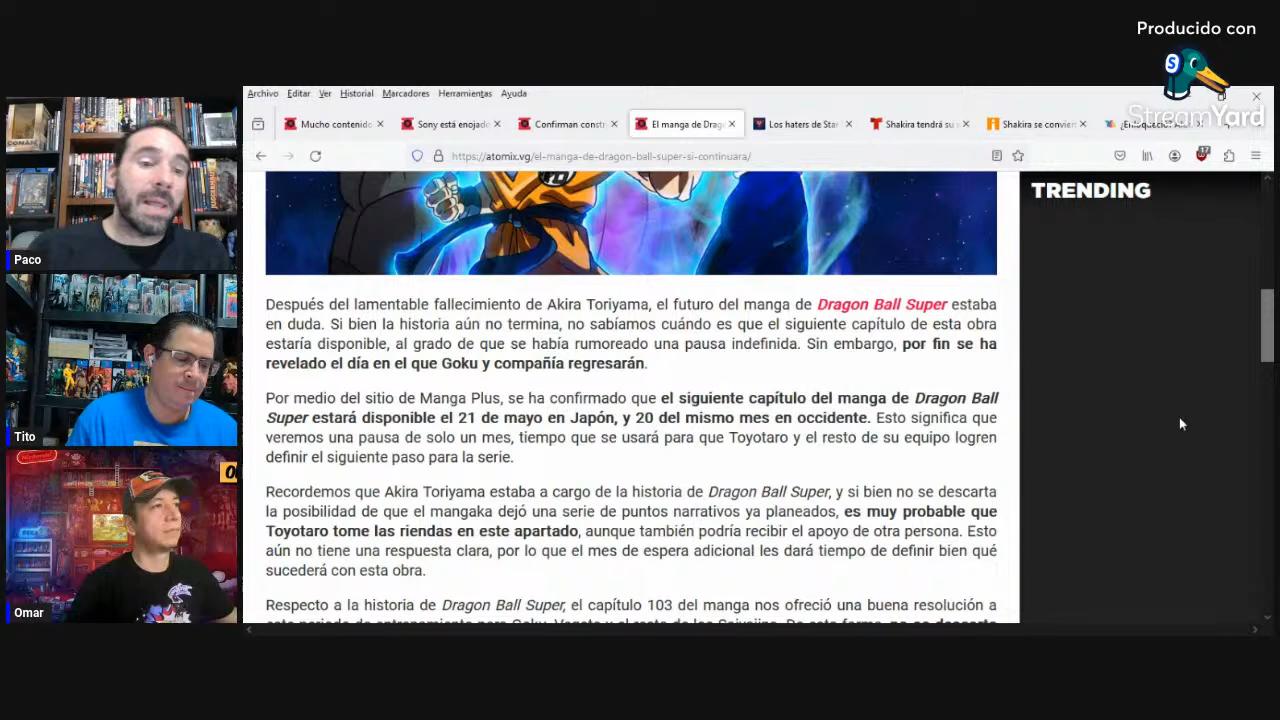 Producido con
StreamYard
Archivo Editar Ver Historial Marcadores Herramientas Ayuda
Mucho contenido
Sony está enojado
Confirman constr
El manga de Drag
Los haters de Star
Shakira tendrá su
Shakira se convier
https://atomix.vg/el-manga-de-dragon-ball-super-si-continuara/
17
TRENDING
Paco
Después del lamentable fallecimiento de Akira Toriyama, el futuro del manga de Dragon Ball Super estaba
en duda. Si bien la historia aún no termina, no sabíamos cuándo es que el siguiente capítulo de esta obra
estaría disponible, al grado de que se había rumoreado una pausa indefinida. Sin embargo, por fin se ha
revelado el día en el que Goku y compañía regresarán.
Por medio del sitio de Manga Plus, se ha confirmado que el siguiente capítulo del manga de Dragon Ball
Super estará disponible el 21 de mayo en Japón, y 20 del mismo mes en occidente. Esto significa que
veremos una pausa de solo un mes, tiempo que se usará para que Toyotaro y el resto de su equipo logren
definir el siguiente paso para la serie.
Tito
Recordemos que Akira Toriyama estaba a cargo de la historia de Dragon Ball Super, y si bien no se descarta
la posibilidad de que el mangaka dejó una serie de puntos narrativos ya planeados, es muy probable que
Toyotaro tome las riendas en este apartado, aunque también podría recibir el apoyo de otra persona. Esto
aún no tiene una respuesta clara, por lo que el mes de espera adicional les dará tiempo de definir bien qué
sucederá con esta obra.
Respecto a la historia de Dragon Ball Super, el capítulo 103 del manga nos ofreció una buena resolución a
Omar